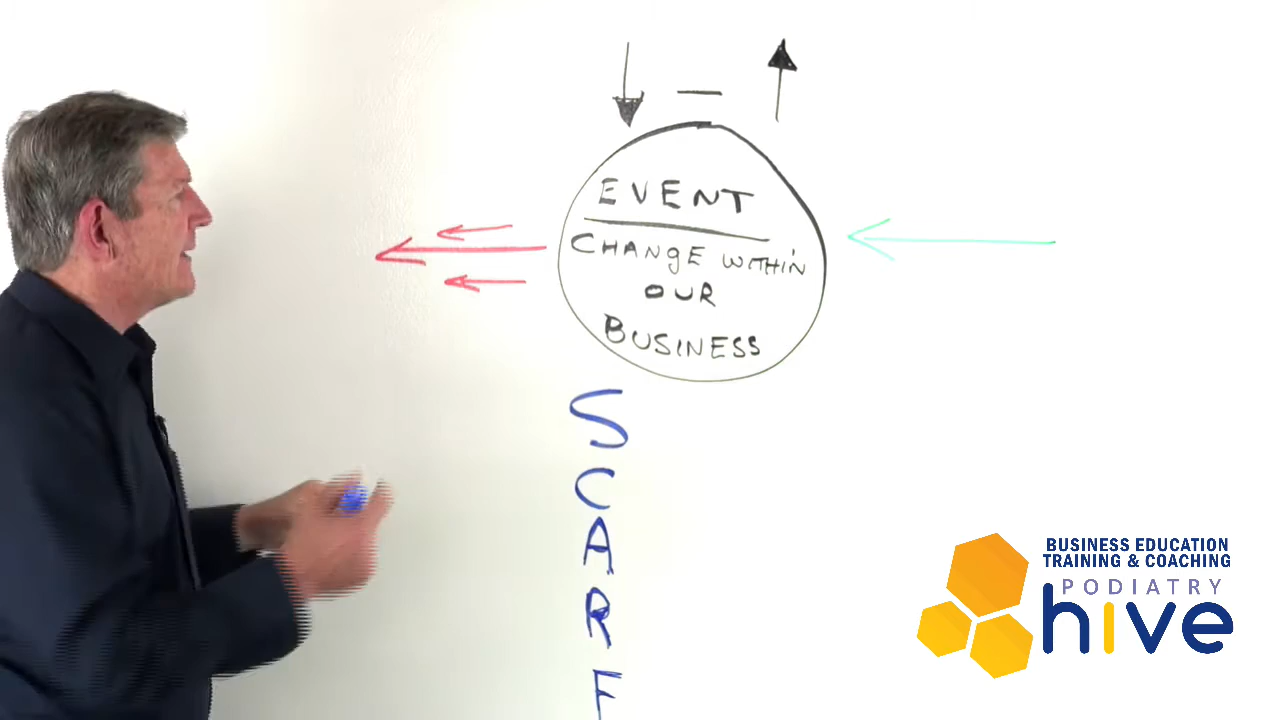 EVENT
CHANGE WITHIN
OUR
BUSINESS
S
C
A
R
F
BUSINESS EDUCATION
TRAINING & COACHING
PODIATRY
hive